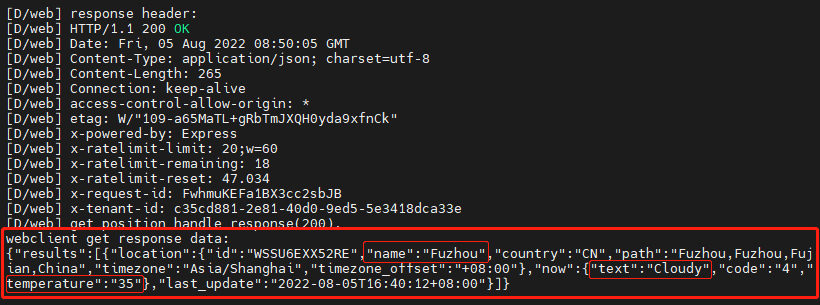 [D/web] response header:
[D/web] HTTP/1.1 200 OK
[D/web] Date: Fri, 05 Aug 2022 08:50:05 GMT
[D/web] Content-Type: application/json; charset=utf-8
[D/web] Content-Length: 265
[D/web] Connection: keep-alive
[D/web] access-control-allow-origin: *
[D/web] etag: W/"109-a65MaTL+gRbTmJXQH0yda9xfnCk"
[D/web] x-powered-by: Express
[D/web] x-ratelimit-limit: 20;w=60
[D/web] x-ratelimit-remaining: 18
[D/web] x-ratelimit-reset: 47.034
[D/web] x-request-id: FwhmuKEFa1BX3cc2sbJB
[D/web] x-tenant-id: c35cd881-2e81-40d0-9ed5-5e3418dca33e
[D/web] get position handle response(200).
webclient get response data:
{"results":[{"location":{"id":"WSSU6EXX52RE","name":"Fuzhou","country":"CN","path":"Fuzhou,Fuzhou,Fuj
ian,China","timezone":"Asia/Shanghai","timezone_offset":"+08:00"},"now":{"text":"Cloudy","code":"4","
temperature":"35"},"last_update":"2022-08-05T16:40:12+08:00"}]}